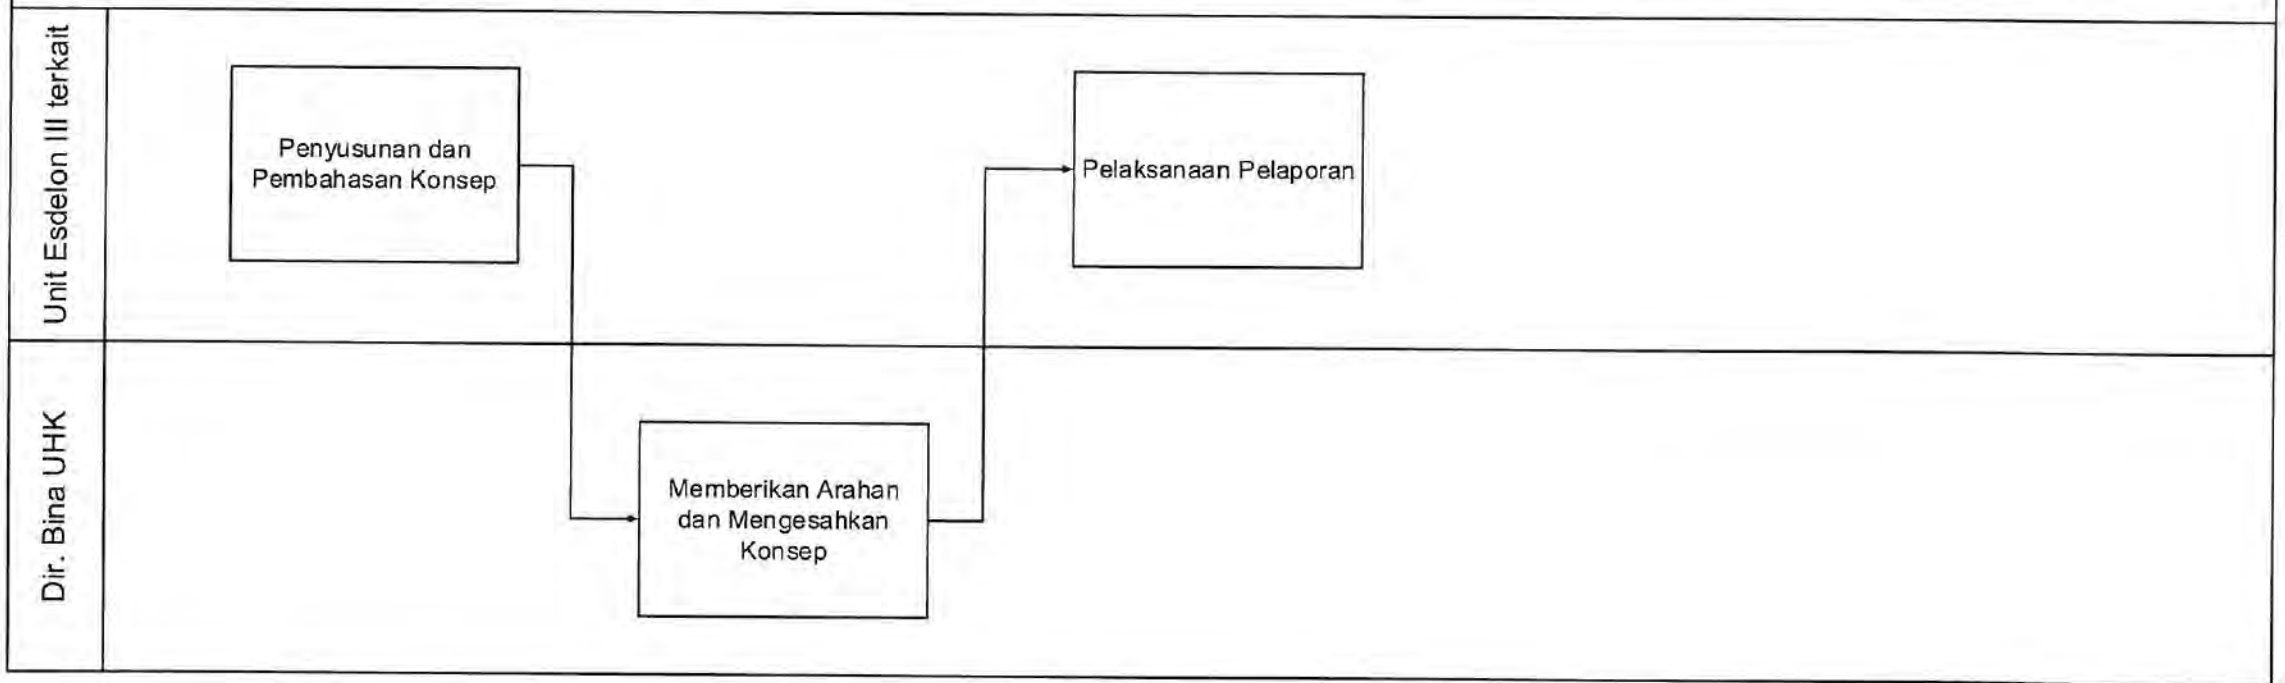 Unit Esdelon III terkait
Penyusunan dan
Pembahasan Konsep
Pelaksanaan Pelaporan
Dir. Bina UHK
Memberikan Arahan
dan Mengesahkan
Konsep